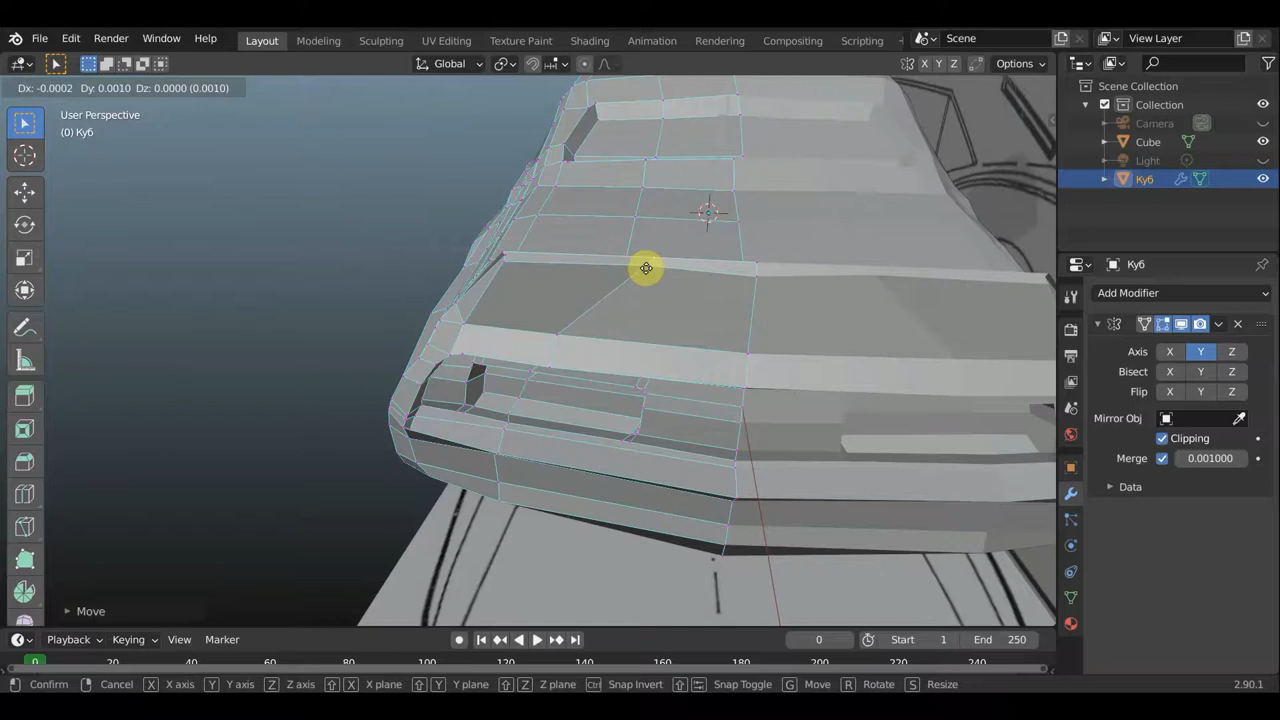 File Edit Render Window Help
Layout Modeling Sculpting UV Editing Texture Paint Shading Animation Rendering Compositing Scripting
Scene
View Layer
Global
X Y Z
Options
Dx: -0.0002 Dy: 0.0010 Dz: 0.0000 (0.0010)
User Perspective
(0) Куб
Scene Collection
Collection
Camera
Cube
Light
Куб
Куб
Add Modifier
Axis X Y Z
Bisect X Y Z
Flip X Y Z
Mirror Obj
Clipping
Merge 0.001000
Data
Move
Playback Keying View Marker
0
Start 1
End 250
0 20 40 60 80 100 120 140 160 180 200 220 240
Confirm Cancel X X axis Y Y axis Z Z axis X X plane Y Y plane Z Z plane Ctrl Snap Invert Snap Toggle G Move R Rotate S Resize
2.90.1